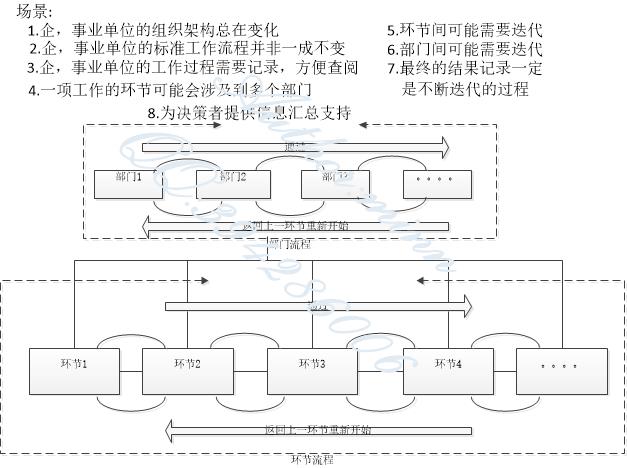 场景:
1.企，事业单位的组织架构总在变化
2.企，事业单位的标准工作流程并非一成不变
3.企，事业单位的工作过程需要记录，方便查阅
4.一项工作的环节可能会涉及到多个部门
5.环节间可能需要迭代
6.部门间可能需要迭代
7.最终的结果记录一定
是不断迭代的过程
8.为决策者提供信息汇总支持
通过
部门1
部门2
部门3
。。。。
返回上一环节重新开始
部门流程
通过
环节1
环节2
环节3
环节4
。。。。
返回上一环节重新开始
环节流程
Author:minn